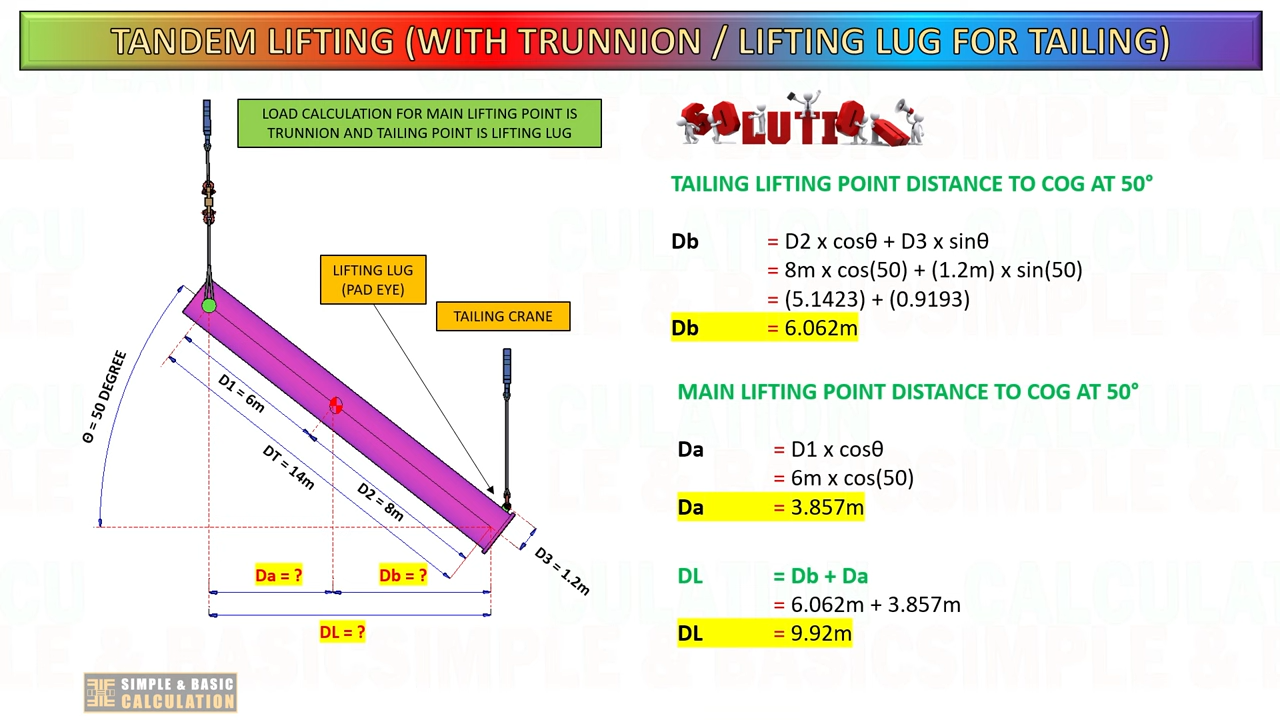 TANDEM LIFTING (WITH TRUNNION / LIFTING LUG FOR TAILING)
LOAD CALCULATION FOR MAIN LIFTING POINT IS
TRUNNION AND TAILING POINT IS LIFTING LUG
LIFTING LUG
(PAD EYE)
TAILING CRANE
Θ = 50 DEGREE
D1 = 6m
DT = 14m
D2 = 8m
D3 = 1.2m
Da = ?
Db = ?
DL = ?
SIMPLE & BASIC
CALCULATION
SOLUTION
TAILING LIFTING POINT DISTANCE TO COG AT 50°
Db = D2 x cosθ + D3 x sinθ
= 8m x cos(50) + (1.2m) x sin(50)
= (5.1423) + (0.9193)
Db = 6.062m
MAIN LIFTING POINT DISTANCE TO COG AT 50°
Da = D1 x cosθ
= 6m x cos(50)
Da = 3.857m
DL = Db + Da
= 6.062m + 3.857m
DL = 9.92m